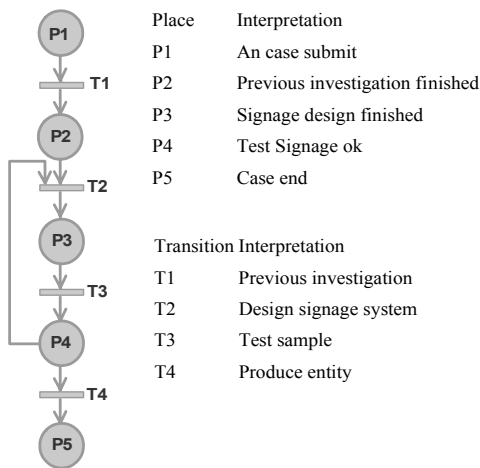 P1
T1
P2
T2
P3
T3
P4
T4
P5
Place Interpretation
P1 An case submit
P2 Previous investigation finished
P3 Signage design finished
P4 Test Signage ok
P5 Case end
Transition Interpretation
T1 Previous investigation
T2 Design signage system
T3 Test sample
T4 Produce entity